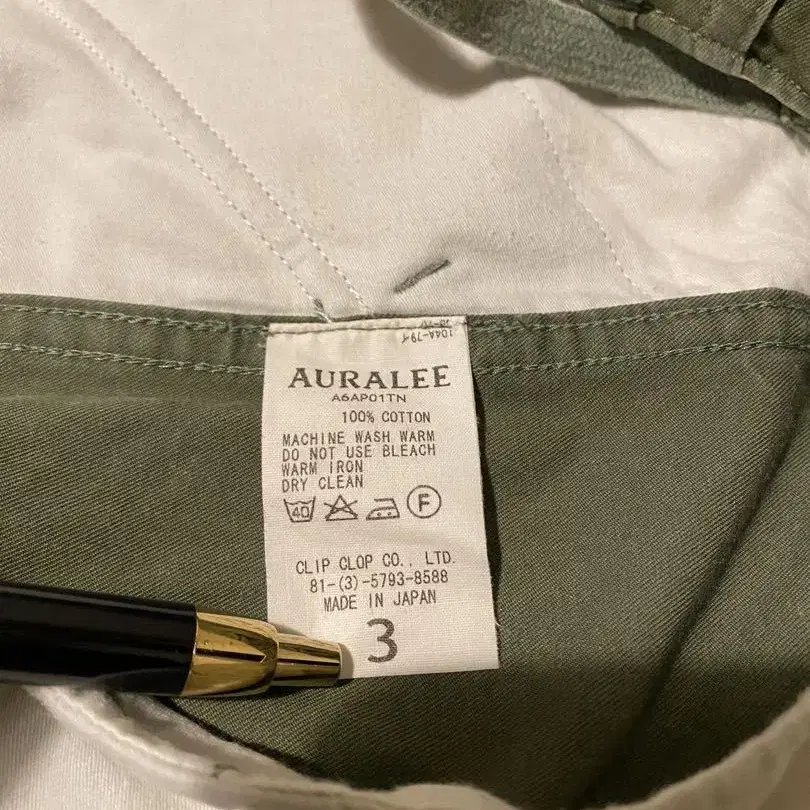 AURALEE
A6AP01TN
100% COTTON
MACHINE WASH WARM
DO NOT USE BLEACH
WARM IRON
DRY CLEAN
40 F
CLIP CLOP CO., LTD.
81-(3)-5793-8588
MADE IN JAPAN
3